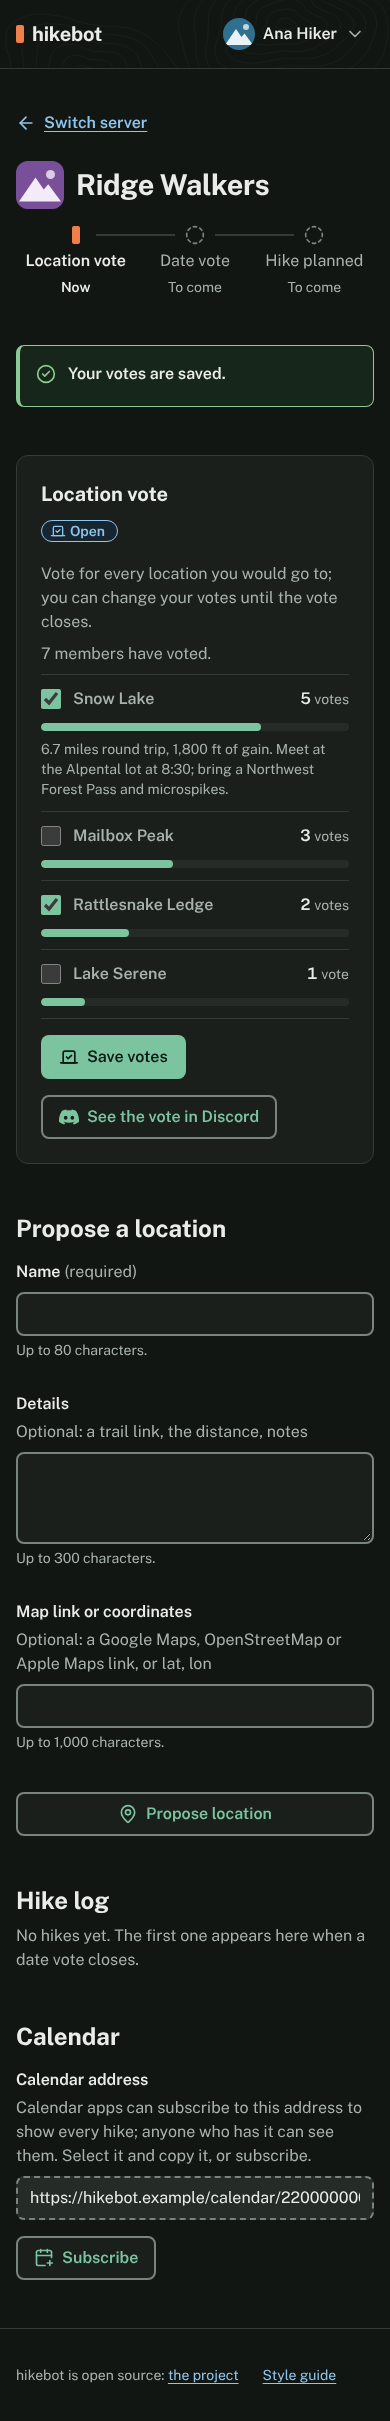 hikebot
Ana Hiker
Switch server
Ridge Walkers
Location vote
Date vote
Hike planned
Now
To come
To come
Your votes are saved.
Location vote
Open
Vote for every location you would go to;
you can change your votes until the vote
closes.
7 members have voted.
Snow Lake
5 votes
6.7 miles round trip, 1,800 ft of gain. Meet at
the Alpental lot at 8:30; bring a Northwest
Forest Pass and microspikes.
Mailbox Peak
3 votes
Rattlesnake Ledge
2 votes
Lake Serene
1 vote
Save votes
See the vote in Discord
Propose a location
Name (required)
Up to 80 characters.
Details
Optional: a trail link, the distance, notes
Up to 300 characters.
Map link or coordinates
Optional: a Google Maps, OpenStreetMap or
Apple Maps link, or lat, lon
Up to 1,000 characters.
Propose location
Hike log
No hikes yet. The first one appears here when a
date vote closes.
Calendar
Calendar address
Calendar apps can subscribe to this address to
show every hike; anyone who has it can see
them. Select it and copy it, or subscribe.
https://hikebot.example/calendar/22000000
Subscribe
hikebot is open source: the project
Style guide